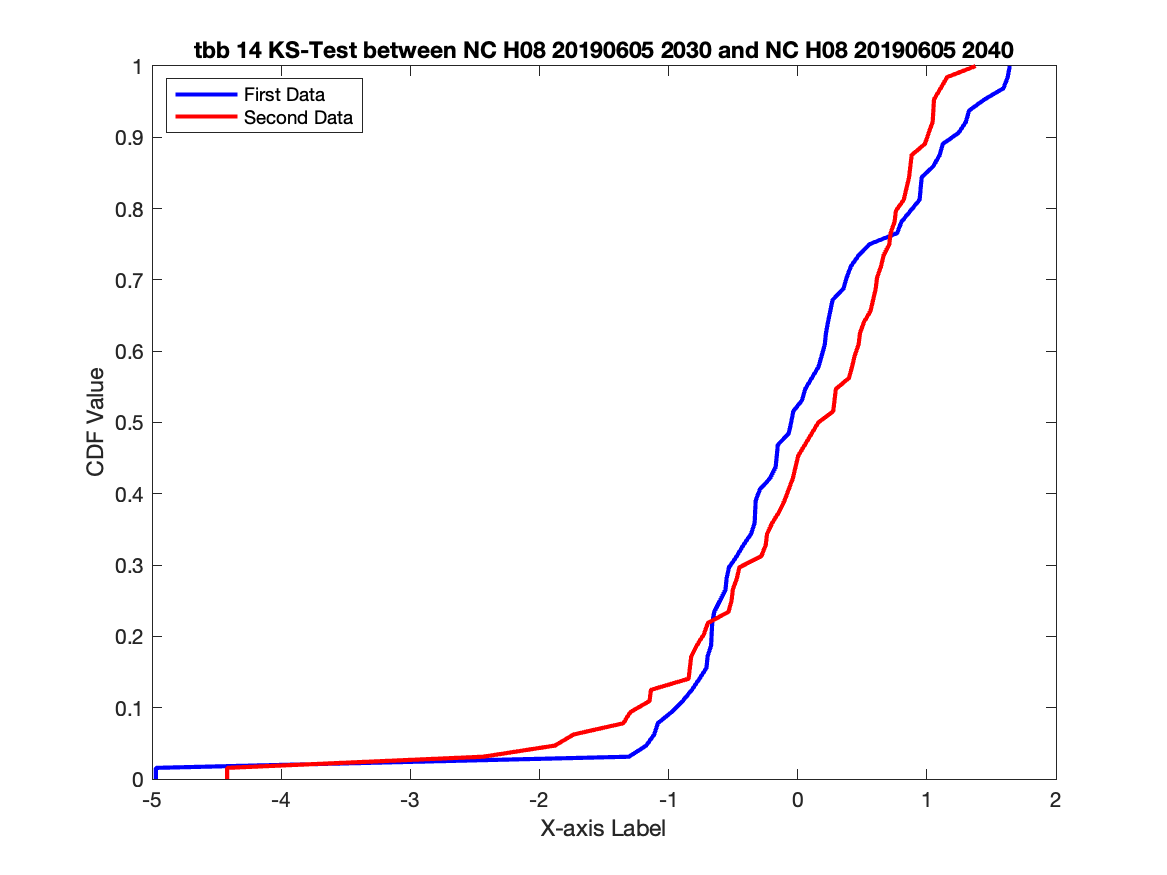 tbb 14 KS-Test between NC H08 20190605 2030 and NC H08 20190605 2040
First Data
Second Data
1
0.9
0.8
0.7
0.6
0.5
0.4
0.3
0.2
0.1
0
CDF Value
-5 -4 -3 -2 -1 0 1 2
X-axis Label